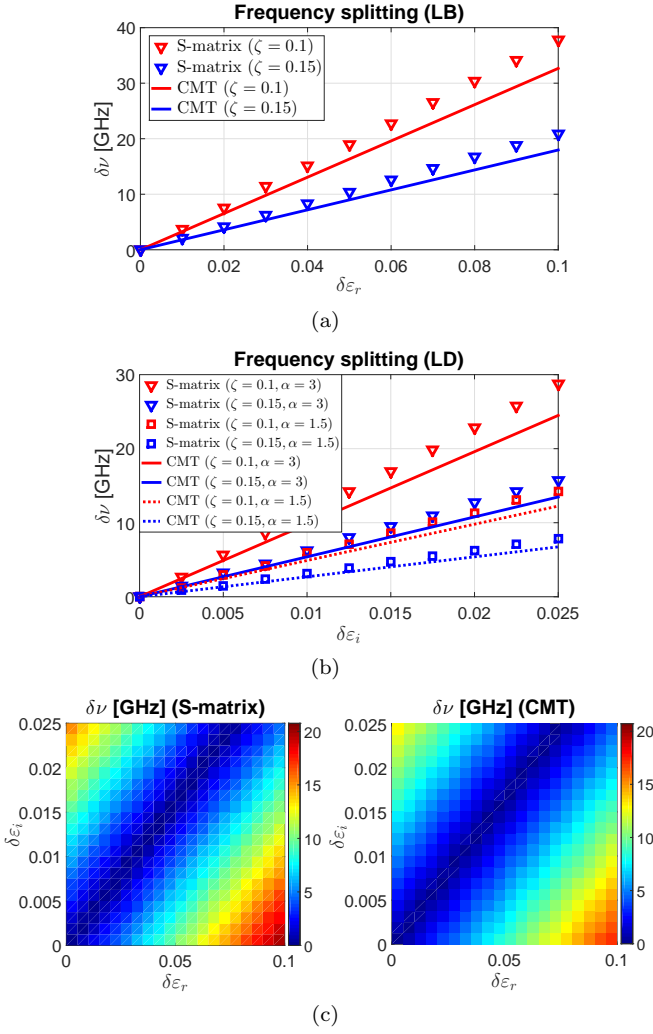 Frequency splitting (LB)
S-matrix (ζ = 0.1)
S-matrix (ζ = 0.15)
CMT (ζ = 0.1)
CMT (ζ = 0.15)
δν [GHz]
40
30
20
10
0
0 0.02 0.04 0.06 0.08 0.1
δε_r
(a)
Frequency splitting (LD)
S-matrix (ζ = 0.1, α = 3)
S-matrix (ζ = 0.15, α = 3)
S-matrix (ζ = 0.1, α = 1.5)
S-matrix (ζ = 0.15, α = 1.5)
CMT (ζ = 0.1, α = 3)
CMT (ζ = 0.15, α = 3)
CMT (ζ = 0.1, α = 1.5)
CMT (ζ = 0.15, α = 1.5)
δν [GHz]
30
20
10
0
0 0.005 0.01 0.015 0.02 0.025
δε_i
(b)
δν [GHz] (S-matrix)
δε_i
0.025
0.02
0.015
0.01
0.005
0
0 0.05 0.1
δε_r
20
15
10
5
0
δν [GHz] (CMT)
δε_i
0.025
0.02
0.015
0.01
0.005
0
0 0.05 0.1
δε_r
20
15
10
5
0
(c)